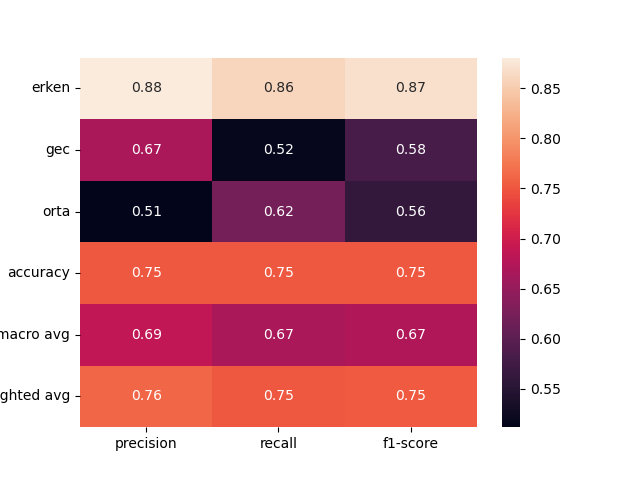 erken 0.88 0.86 0.87
gec 0.67 0.52 0.58
orta 0.51 0.62 0.56
accuracy 0.75 0.75 0.75
macro avg 0.69 0.67 0.67
ghted avg 0.76 0.75 0.75
precision recall f1-score
0.85
0.80
0.75
0.70
0.65
0.60
0.55